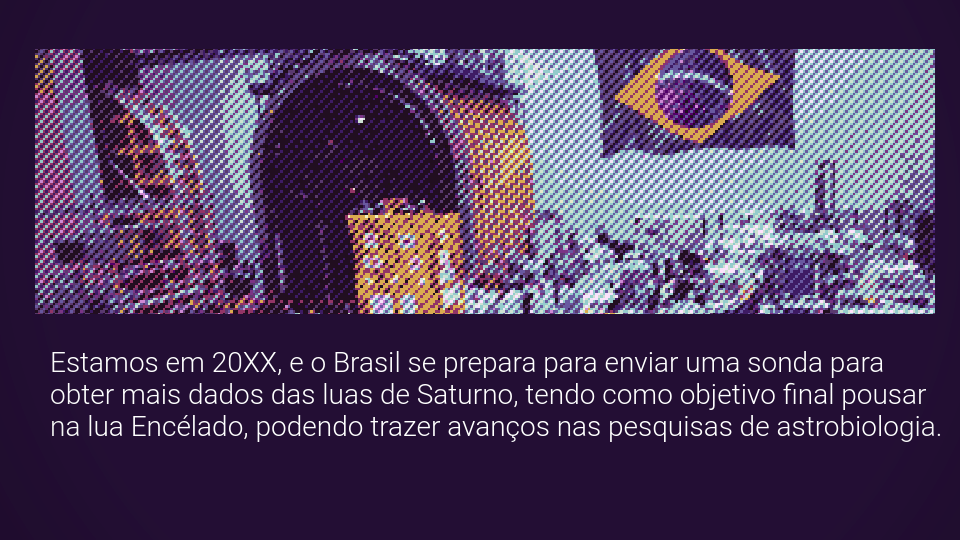 Estamos em 20XX, e o Brasil se prepara para enviar uma sonda para
obter mais dados das luas de Saturno, tendo como objetivo final pousar
na lua Encélado, podendo trazer avanços nas pesquisas de astrobiologia.